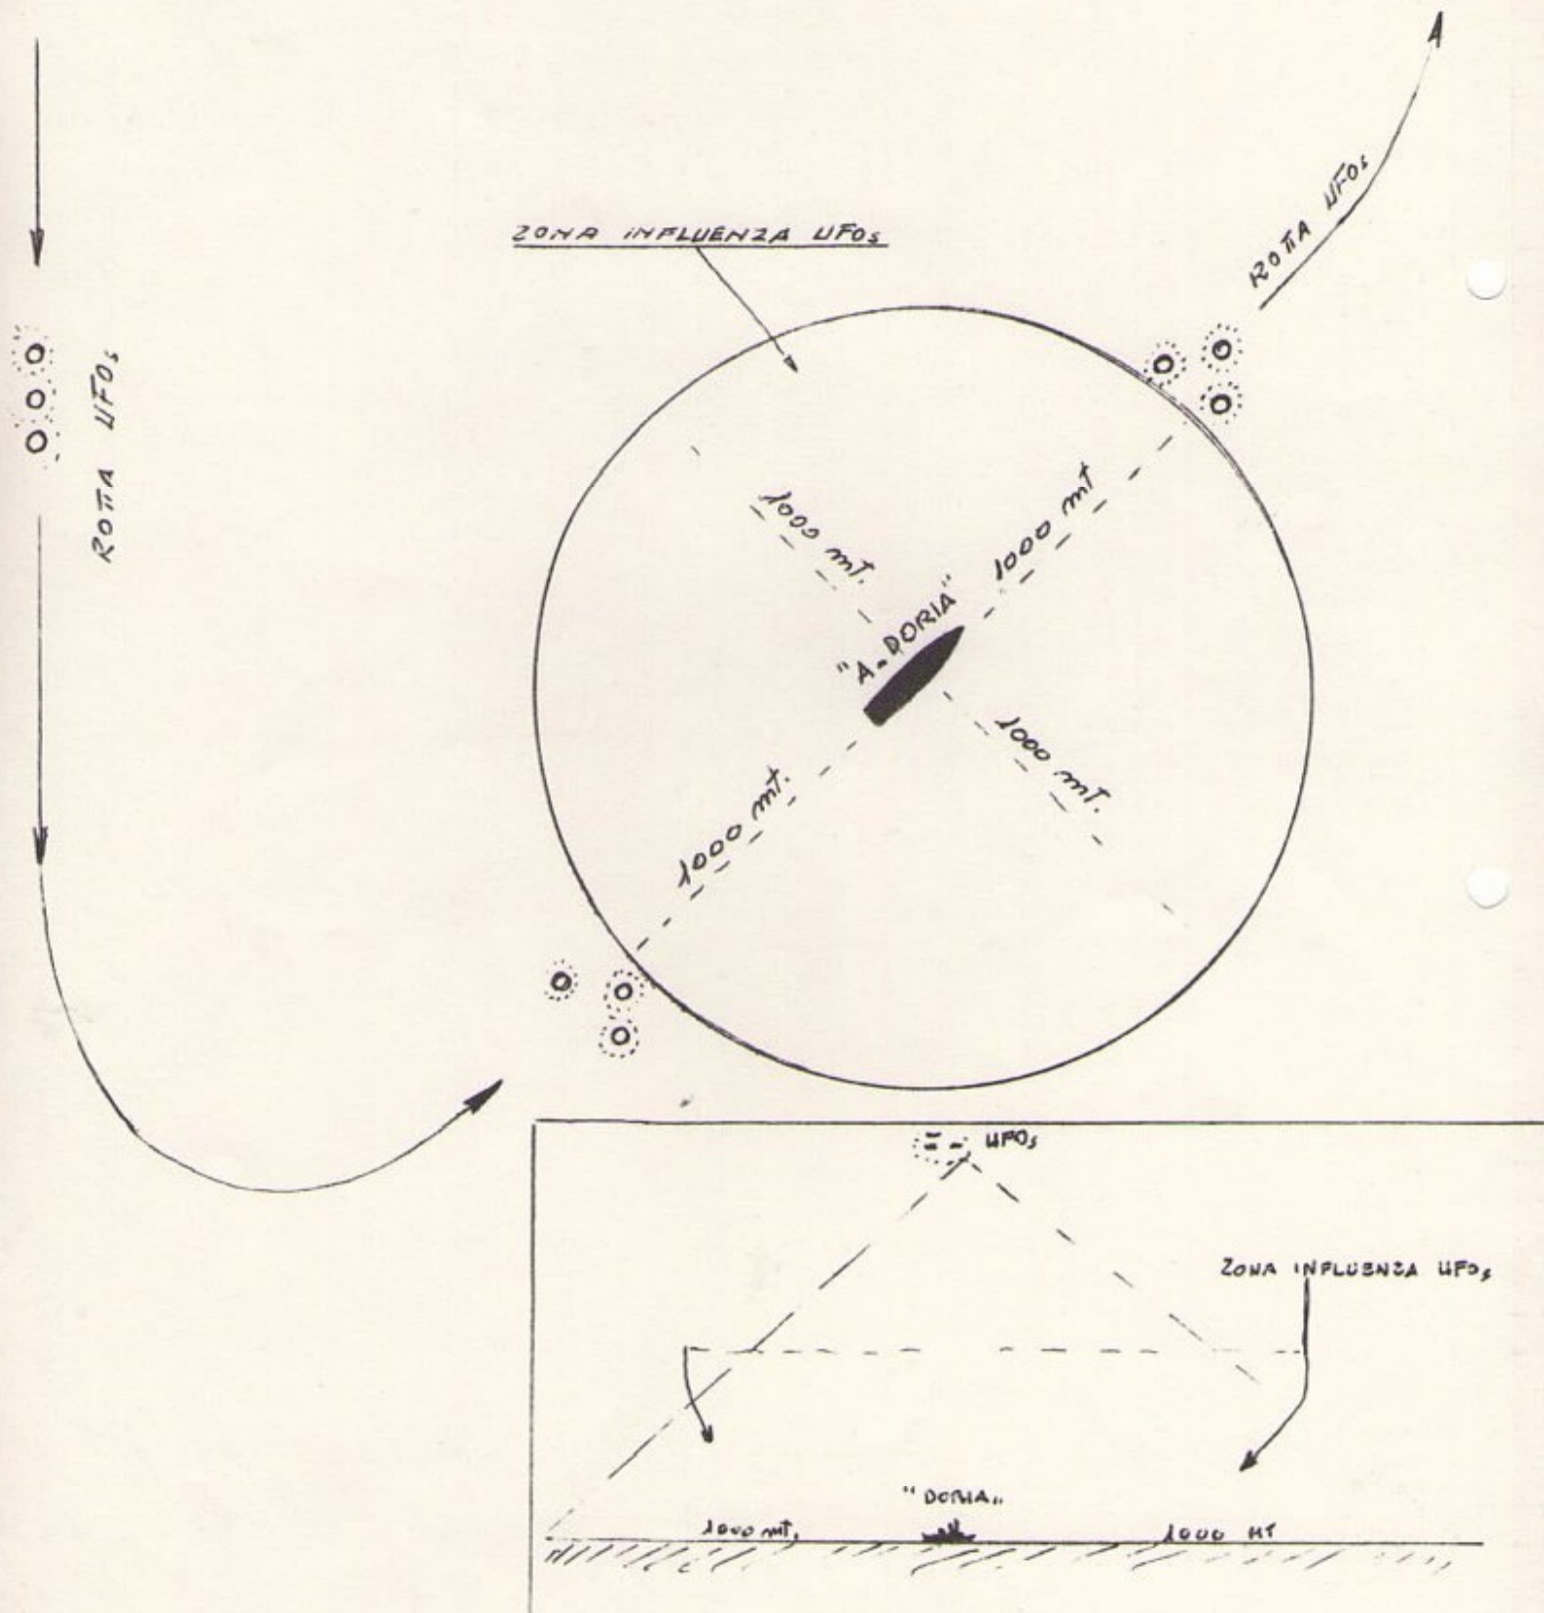 ZONA INFLUENZA UFOs
ROTTA UFOs
ROTTA UFOs
1000 mt.
1000 mt
"A-DORIA"
1000 mt.
1000 mt.
UFOs
ZONA INFLUENZA UFOs
"DORIA"
1000 mt.
1000 MT